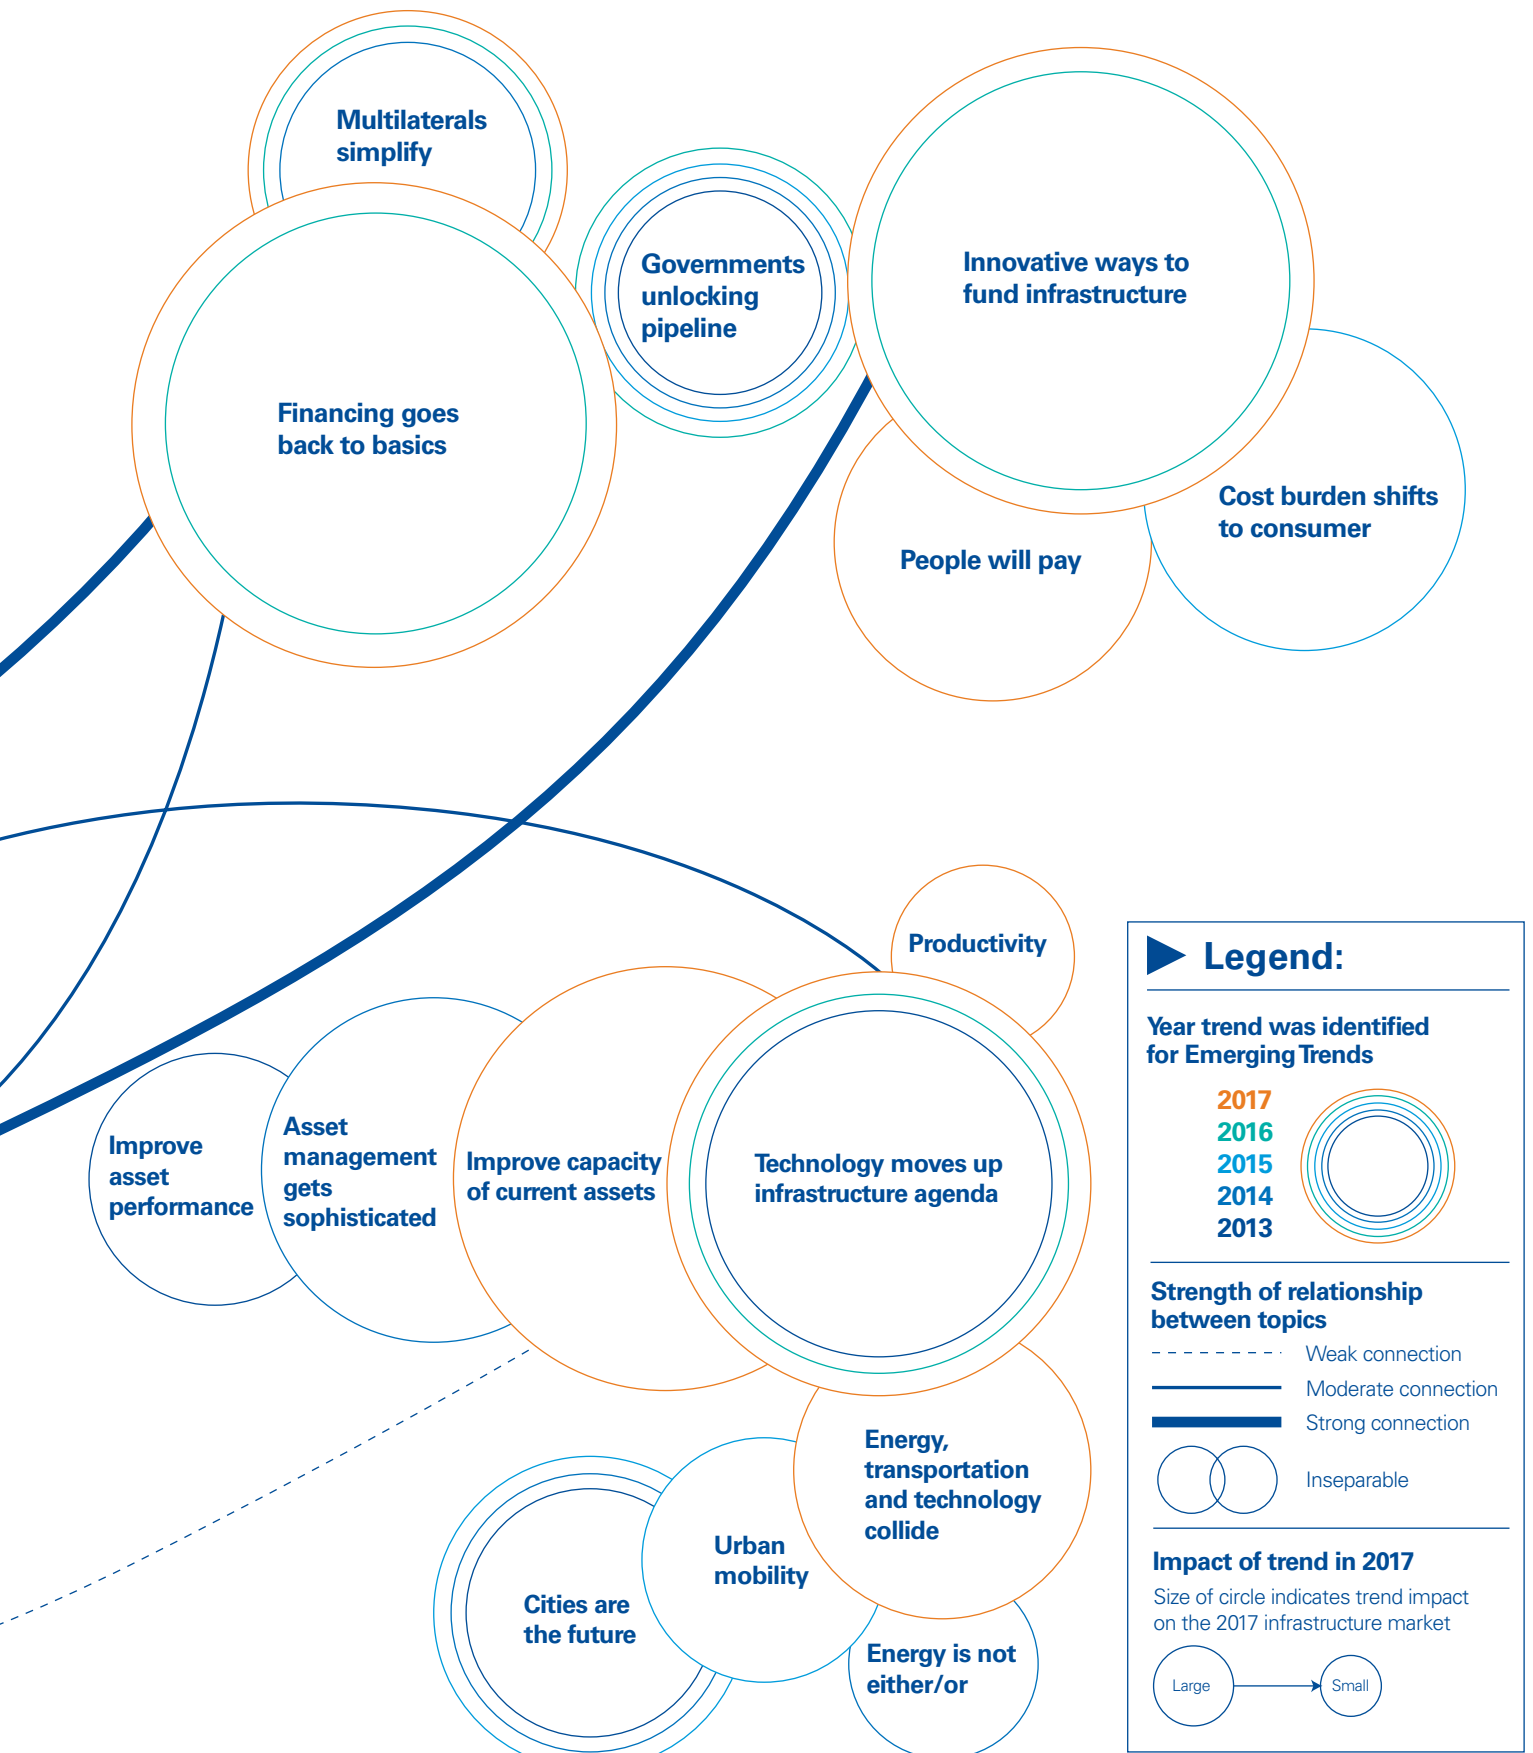 Multilaterals
simplify
Governments
unlocking
pipeline
Innovative ways to
fund infrastructure
Financing goes
back to basics
Cost burden shifts
to consumer
People will pay
Productivity
Improve
asset
performance
Asset
management
gets
sophisticated
Improve capacity
of current assets
Technology moves up
infrastructure agenda
Energy,
transportation
and technology
collide
Urban
mobility
Cities are
the future
Energy is not
either/or
Legend:
Year trend was identified
for Emerging Trends
2017
2016
2015
2014
2013
Strength of relationship
between topics
Weak connection
Moderate connection
Strong connection
Inseparable
Impact of trend in 2017
Size of circle indicates trend impact
on the 2017 infrastructure market
Large
Small